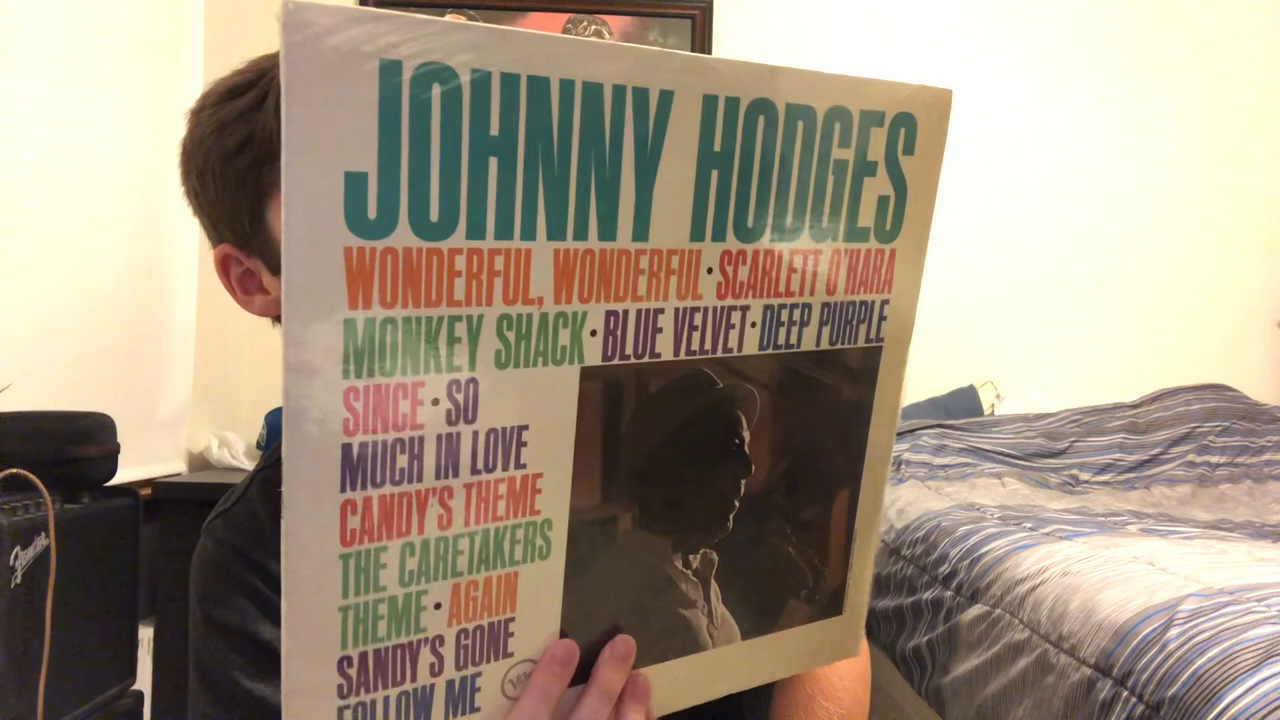 JOHNNY HODGES
WONDERFUL, WONDERFUL · SCARLETT O'HARA
MONKEY SHACK · BLUE VELVET · DEEP PURPLE
SINCE · SO
MUCH IN LOVE
CANDY'S THEME
THE CARETAKERS
THEME · AGAIN
SANDY'S GONE
FOLLOW ME
Fender